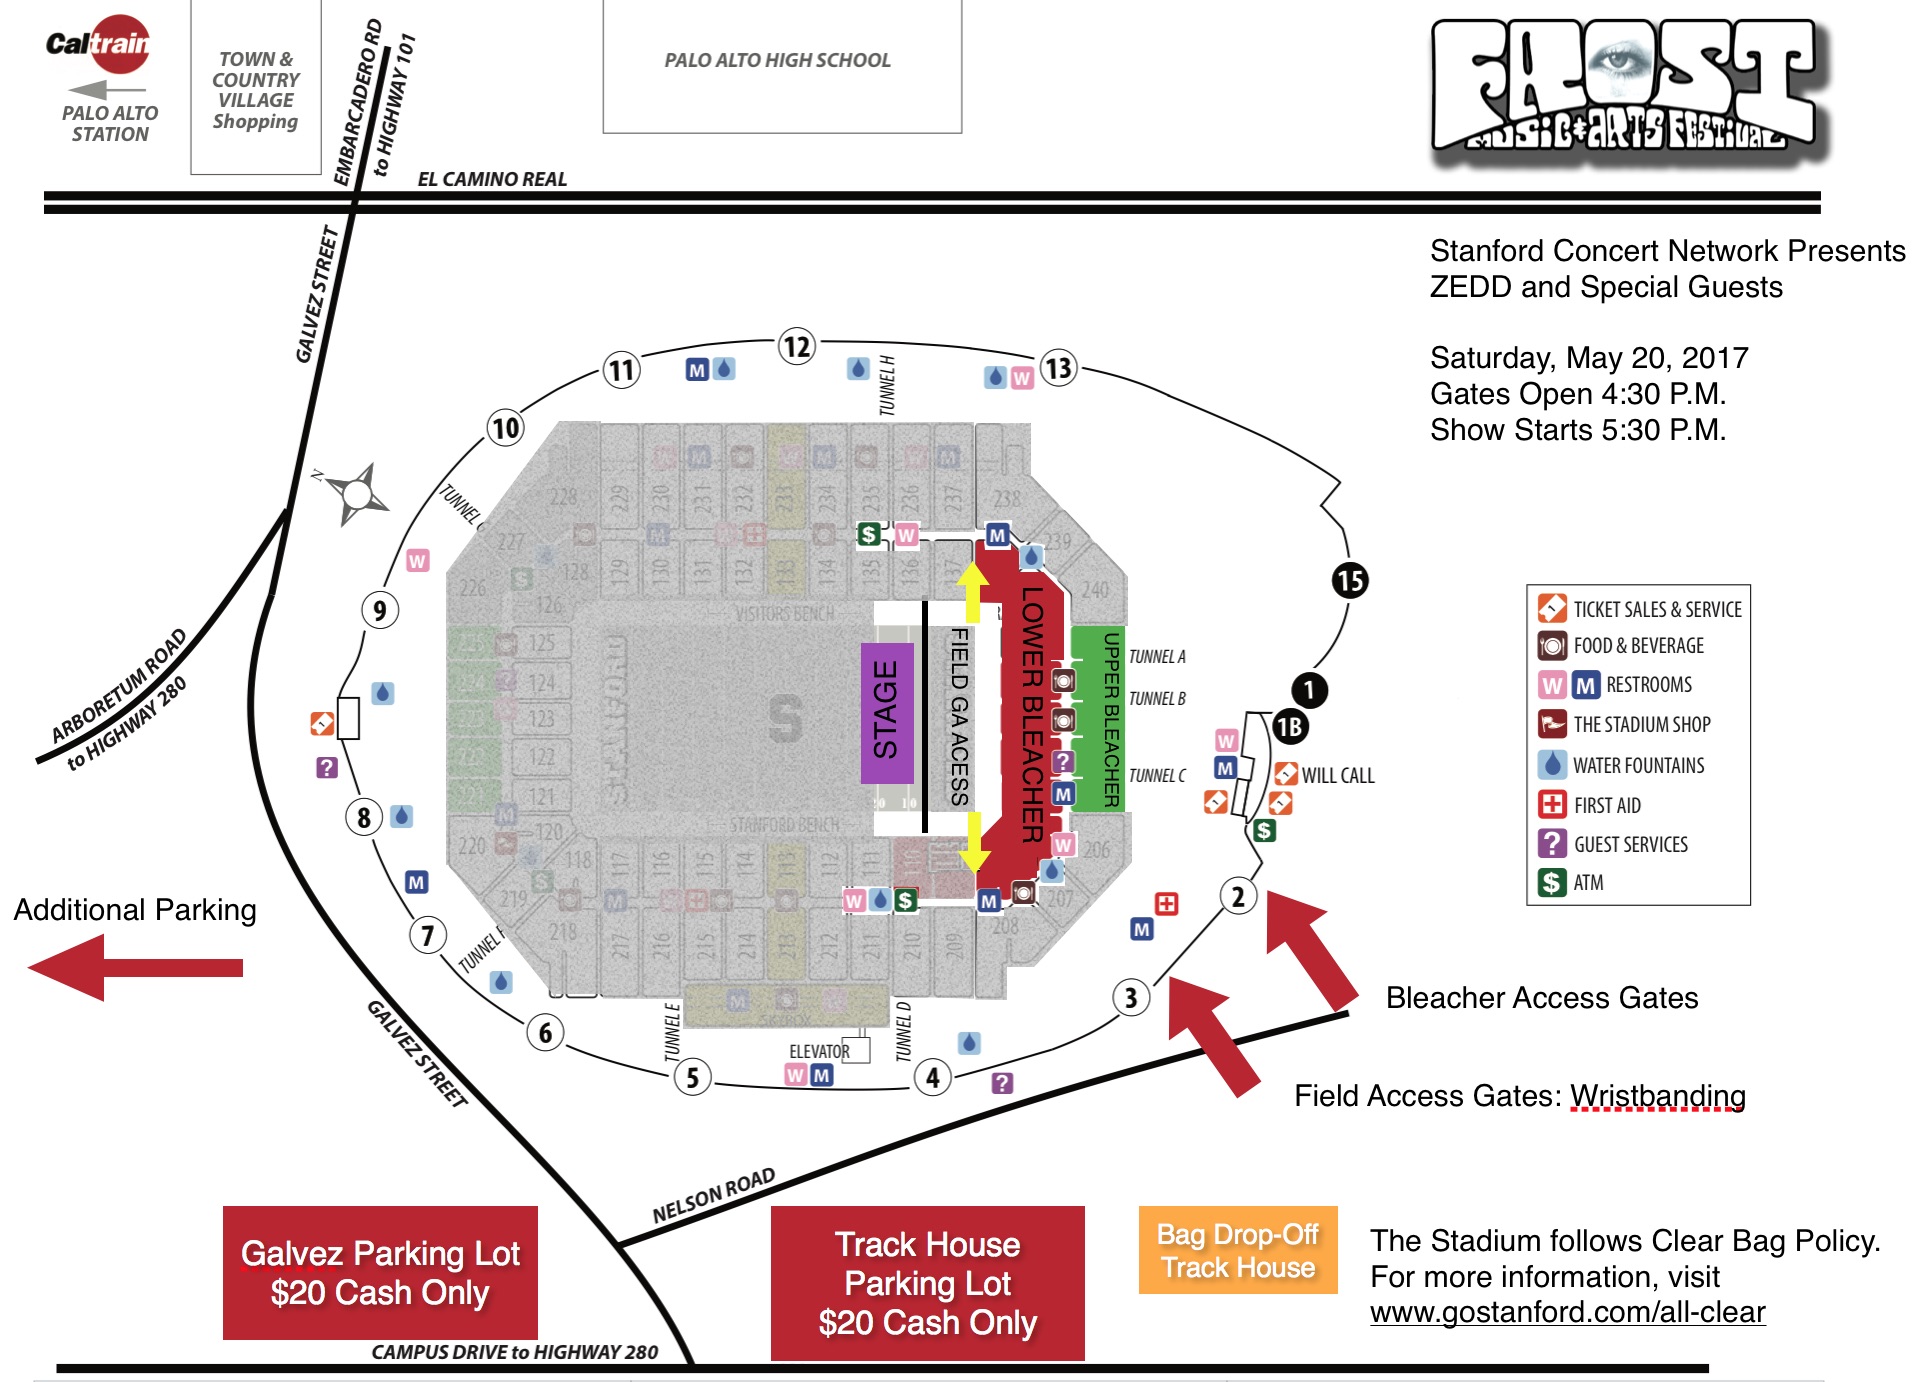 Caltrain
PALO ALTO
STATION
TOWN &
COUNTRY
VILLAGE
Shopping
EMBARCADERO RD
to HIGHWAY 101
PALO ALTO HIGH SCHOOL
FROST
MUSIC & ARTS FESTIVAL
EL CAMINO REAL
GALVEZ STREET
Stanford Concert Network Presents
ZEDD and Special Guests
Saturday, May 20, 2017
Gates Open 4:30 P.M.
Show Starts 5:30 P.M.
12
11
13
10
9
8
7
6
5
4
3
2
1B
1
15
N
TUNNEL H
TUNNEL G
TUNNEL F
TUNNEL E
TUNNEL D
TUNNEL A
TUNNEL B
TUNNEL C
228
229
230
231
232
233
234
235
236
237
238
239
240
227
226
128
126
129
130
131
132
133
135
136
137
VISITORS BENCH
125
124
123
122
121
120
S
STANFORD BENCH
STAGE
FIELD GA ACESS
LOWER BLEACHER
UPPER BLEACHER
10
220
219
218
118
117
116
115
114
113
112
111
217
216
215
214
213
212
211
210
209
208
207
206
SKYBOX
ELEVATOR
W M
WILL CALL
TICKET SALES & SERVICE
FOOD & BEVERAGE
W M RESTROOMS
THE STADIUM SHOP
WATER FOUNTAINS
FIRST AID
? GUEST SERVICES
$ ATM
ARBORETUM ROAD
to HIGHWAY 280
Additional Parking
GALVEZ STREET
NELSON ROAD
Bleacher Access Gates
Field Access Gates: Wristbanding
Galvez Parking Lot
$20 Cash Only
Track House
Parking Lot
$20 Cash Only
Bag Drop-Off
Track House
The Stadium follows Clear Bag Policy.
For more information, visit
www.gostanford.com/all-clear
CAMPUS DRIVE to HIGHWAY 280